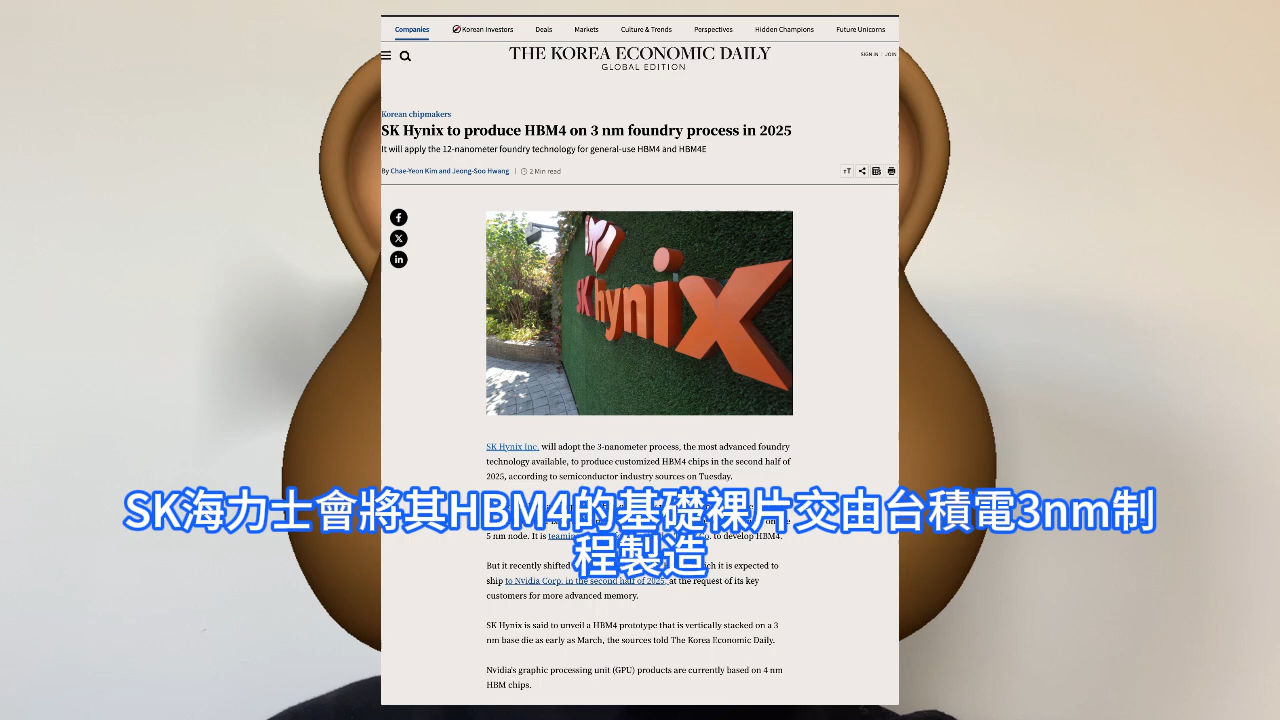 Companies
Korean Investors
Deals
Markets
Culture & Trends
Perspectives
Hidden Champions
Future Unicorns
THE KOREA ECONOMIC DAILY
GLOBAL EDITION
SIGN IN | JOIN
Korean chipmakers
SK Hynix to produce HBM4 on 3 nm foundry process in 2025
It will apply the 12-nanometer foundry technology for general-use HBM4 and HBM4E
By Chae-Yeon Kim and Jeong-Soo Hwang | 2 Min read
SK hynix
SK Hynix Inc. will adopt the 3-nanometer process, the most advanced foundry
technology available, to produce customized HBM4 chips in the second half of
2025, according to semiconductor industry sources on Tuesday.
SK海力士會將其HBM4的基礎裸片交由台積電3nm制
程製造
5 nm node. It is
to develop HBM4.
But it recently shifted
it is expected to
ship to Nvidia Corp. in the second half of 2025, at the request of its key
customers for more advanced memory.
SK Hynix is said to unveil a HBM4 prototype that is vertically stacked on a 3
nm base die as early as March, the sources told The Korea Economic Daily.
Nvidia's graphic processing unit (GPU) products are currently based on 4 nm
HBM chips.